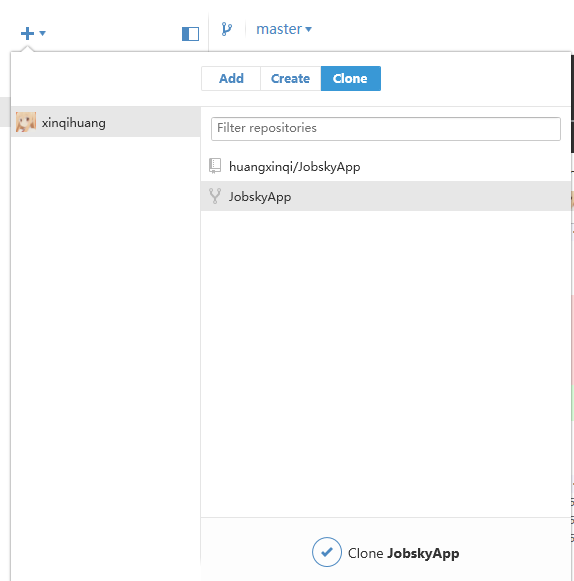 master
Add Create Clone
xinqihuang
Filter repositories
huangxinqi/JobskyApp
JobskyApp
Clone JobskyApp